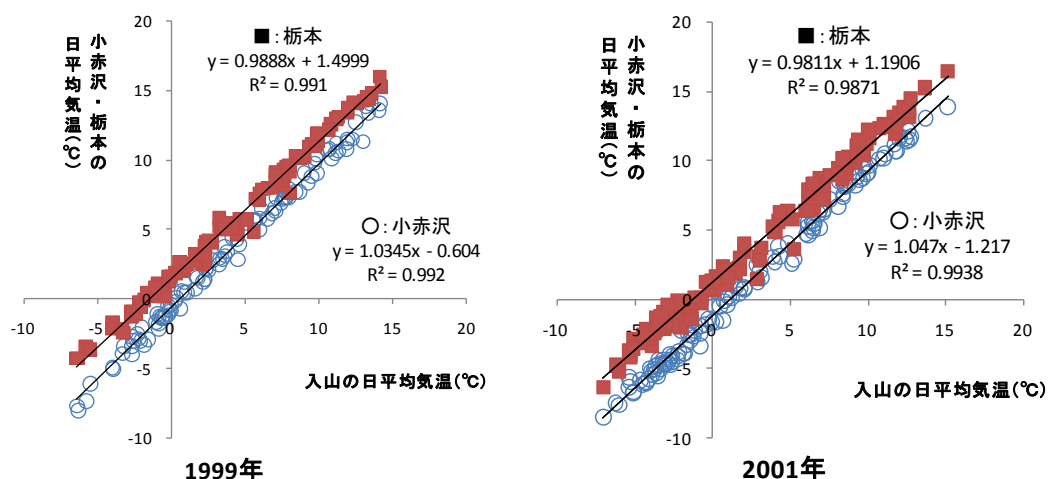 小赤沢・栃本の
日平均気温(℃)
20
15
10
5
0
-5
-10
-10
-5
0
5
10
15
20
■:栃本
y = 0.9888x + 1.4999
R² = 0.991
○:小赤沢
y = 1.0345x - 0.604
R² = 0.992
入山の日平均気温(℃)
1999年
小赤沢・栃本の
日平均気温(℃)
20
15
10
5
0
-5
-10
-10
-5
0
5
10
15
20
■:栃本
y = 0.9811x + 1.1906
R² = 0.9871
○:小赤沢
y = 1.047x - 1.217
R² = 0.9938
入山の日平均気温(℃)
2001年